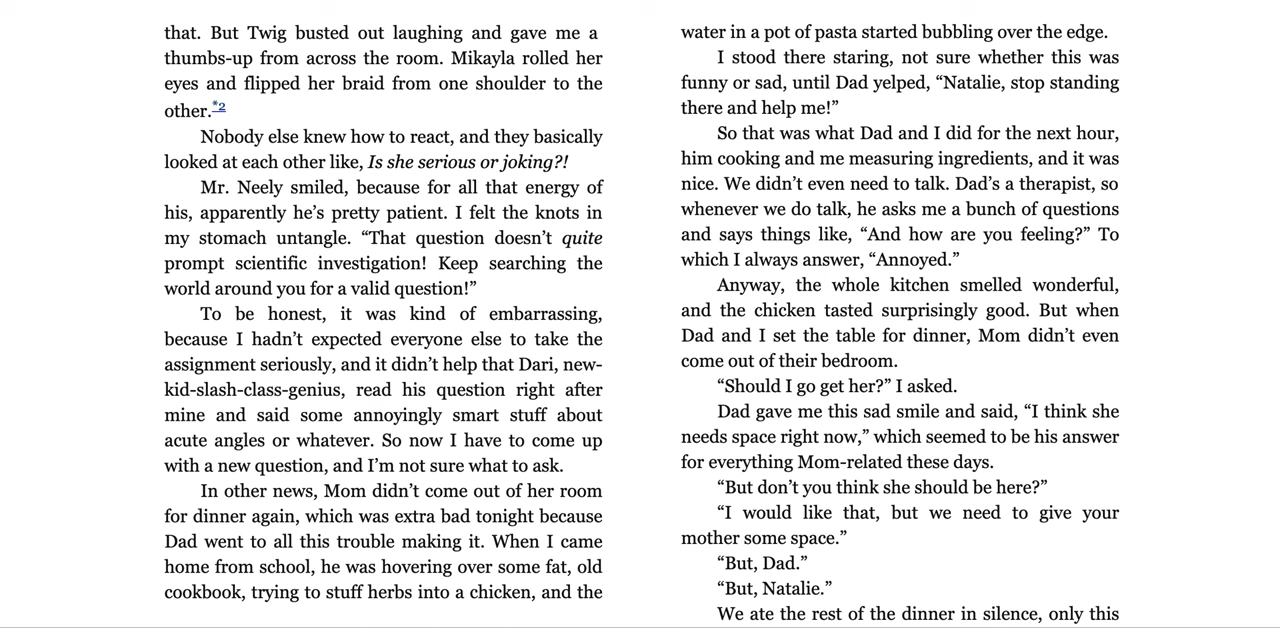 that. But Twig busted out laughing and gave me a
thumbs-up from across the room. Mikayla rolled her
eyes and flipped her braid from one shoulder to the
other.*2
Nobody else knew how to react, and they basically
looked at each other like, Is she serious or joking?!
Mr. Neely smiled, because for all that energy of
his, apparently he’s pretty patient. I felt the knots in
my stomach untangle. “That question doesn’t quite
prompt scientific investigation! Keep searching the
world around you for a valid question!”
To be honest, it was kind of embarrassing,
because I hadn’t expected everyone else to take the
assignment seriously, and it didn’t help that Dari, new-
kid-slash-class-genius, read his question right after
mine and said some annoyingly smart stuff about
acute angles or whatever. So now I have to come up
with a new question, and I’m not sure what to ask.
In other news, Mom didn’t come out of her room
for dinner again, which was extra bad tonight because
Dad went to all this trouble making it. When I came
home from school, he was hovering over some fat, old
cookbook, trying to stuff herbs into a chicken, and the
water in a pot of pasta started bubbling over the edge.
I stood there staring, not sure whether this was
funny or sad, until Dad yelped, “Natalie, stop standing
there and help me!”
So that was what Dad and I did for the next hour,
him cooking and me measuring ingredients, and it was
nice. We didn’t even need to talk. Dad’s a therapist, so
whenever we do talk, he asks me a bunch of questions
and says things like, “And how are you feeling?” To
which I always answer, “Annoyed.”
Anyway, the whole kitchen smelled wonderful,
and the chicken tasted surprisingly good. But when
Dad and I set the table for dinner, Mom didn’t even
come out of their bedroom.
“Should I go get her?” I asked.
Dad gave me this sad smile and said, “I think she
needs space right now,” which seemed to be his answer
for everything Mom-related these days.
“But don’t you think she should be here?”
“I would like that, but we need to give your
mother some space.”
“But, Dad.”
“But, Natalie.”
We ate the rest of the dinner in silence, only this